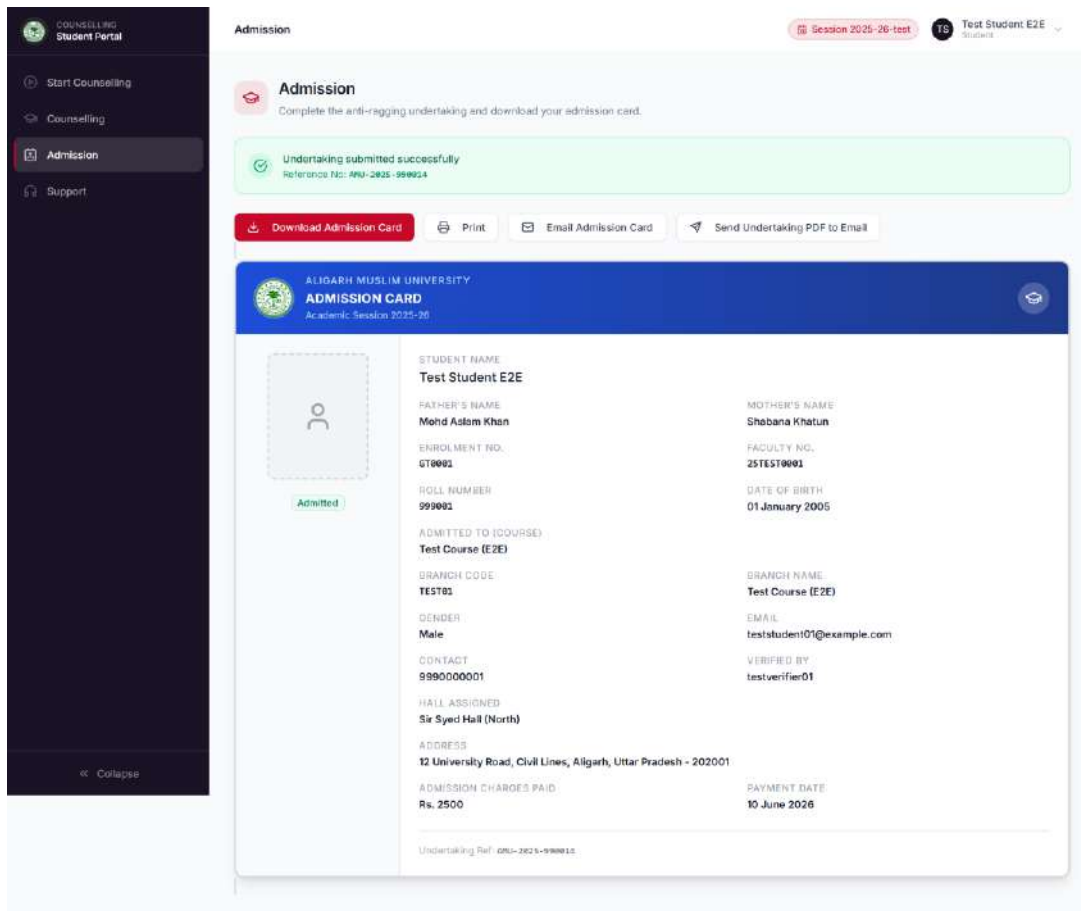 COUNSELLING
Student Portal
Start Counselling
Counselling
Admission
Support
« Collapse
Admission
Session 2025-26-test
TS
Test Student E2E
Student
Admission
Complete the anti-ragging undertaking and download your admission card.
Undertaking submitted successfully
Reference No: AMU-2025-990014
Download Admission Card
Print
Email Admission Card
Send Undertaking PDF to Email
ALIGARH MUSLIM UNIVERSITY
ADMISSION CARD
Academic Session 2025-26
Admitted
STUDENT NAME
Test Student E2E
FATHER'S NAME
MOTHER'S NAME
Mohd Aslam Khan
Shabana Khatun
ENROLMENT NO.
FACULTY NO.
GT0001
25TEST0001
ROLL NUMBER
DATE OF BIRTH
999001
01 January 2005
ADMITTED TO (COURSE)
Test Course (E2E)
BRANCH CODE
BRANCH NAME
TEST01
Test Course (E2E)
GENDER
EMAIL
Male
teststudent01@example.com
CONTACT
VERIFIED BY
9990000001
testverifier01
HALL ASSIGNED
Sir Syed Hall (North)
ADDRESS
12 University Road, Civil Lines, Aligarh, Uttar Pradesh - 202001
ADMISSION CHARGES PAID
PAYMENT DATE
Rs. 2500
10 June 2026
Undertaking Ref: AMU-2025-990014